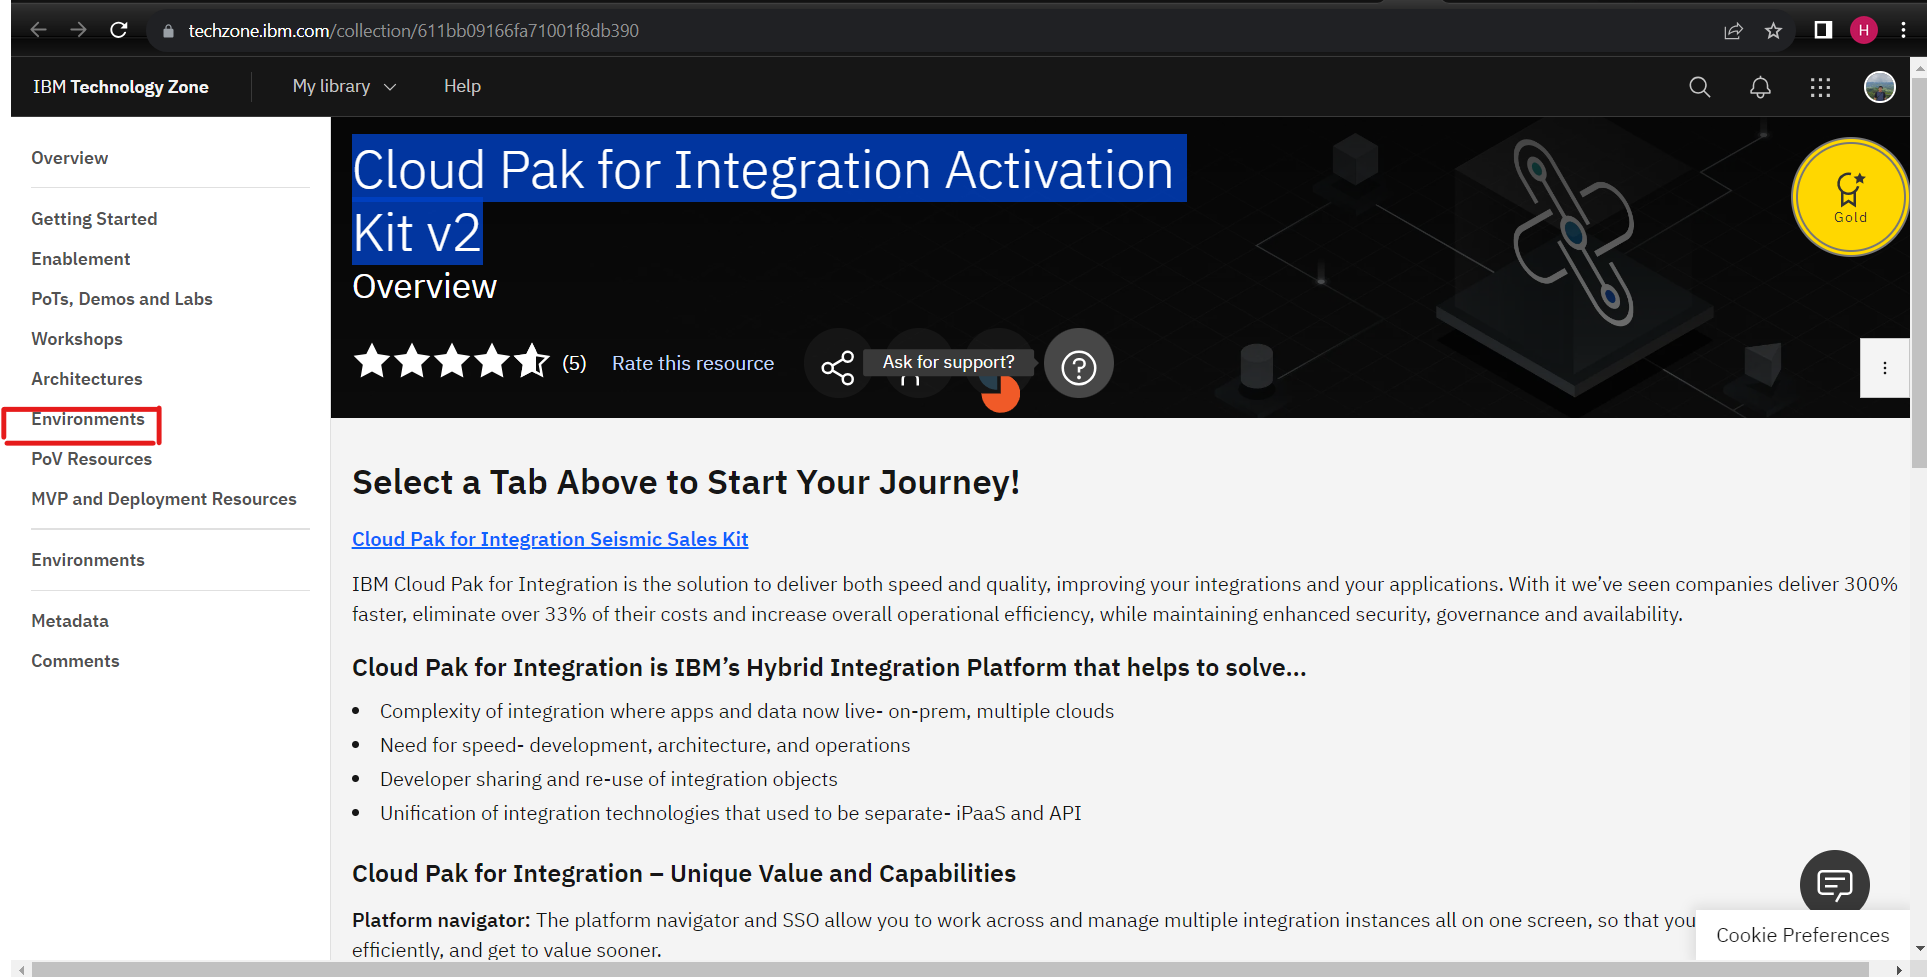 techzone.ibm.com/collection/611bb09166fa71001f8db390
H
IBM Technology Zone
My library
Help
Overview
Getting Started
Enablement
PoTs, Demos and Labs
Workshops
Architectures
Environments
PoV Resources
MVP and Deployment Resources
Environments
Metadata
Comments
Cloud Pak for Integration Activation
Kit v2
Overview
Gold
(5)
Rate this resource
Ask for support?
Select a Tab Above to Start Your Journey!
Cloud Pak for Integration Seismic Sales Kit
IBM Cloud Pak for Integration is the solution to deliver both speed and quality, improving your integrations and your applications. With it we’ve seen companies deliver 300%
faster, eliminate over 33% of their costs and increase overall operational efficiency, while maintaining enhanced security, governance and availability.
Cloud Pak for Integration is IBM’s Hybrid Integration Platform that helps to solve...
• Complexity of integration where apps and data now live- on-prem, multiple clouds
• Need for speed- development, architecture, and operations
• Developer sharing and re-use of integration objects
• Unification of integration technologies that used to be separate- iPaaS and API
Cloud Pak for Integration – Unique Value and Capabilities
Platform navigator: The platform navigator and SSO allow you to work across and manage multiple integration instances all on one screen, so that you
efficiently, and get to value sooner.
Cookie Preferences